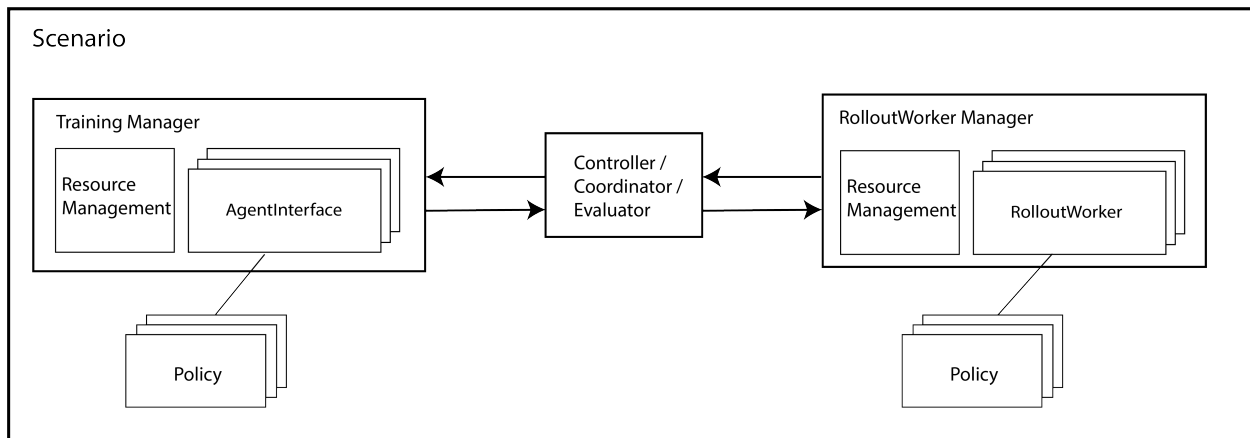 Scenario
Training Manager
Resource
Management
AgentInterface
Policy
Controller /
Coordinator /
Evaluator
RolloutWorker Manager
Resource
Management
RolloutWorker
Policy